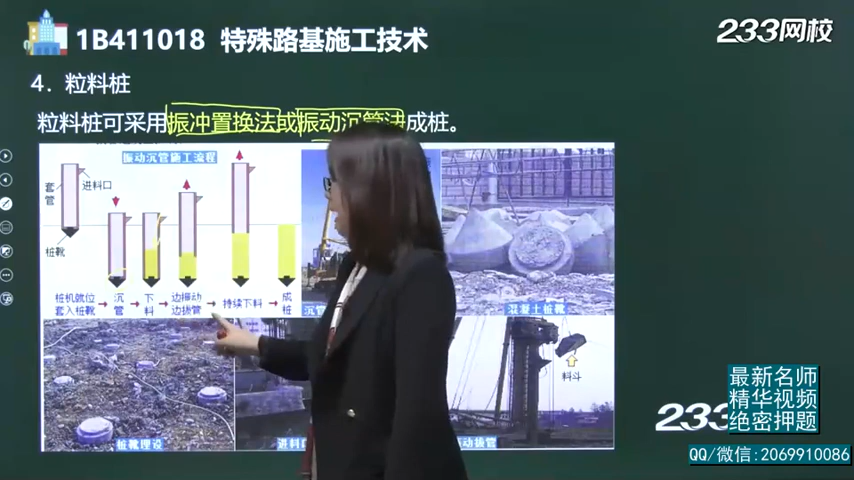 1B411018 特殊路基施工技术
233网校
4. 粒料桩
粒料桩可采用振冲置换法或振动沉管法成桩。
振动沉管施工流程
套管
进料口
桩靴
桩机就位
套入桩靴
沉管
下料
边振动
边拔管
持续下料
成桩
沉管
混凝土桩靴
桩靴埋设
进料口
料斗
动拔管
233
最新名师
精华视频
绝密押题
QQ/微信:2069910086